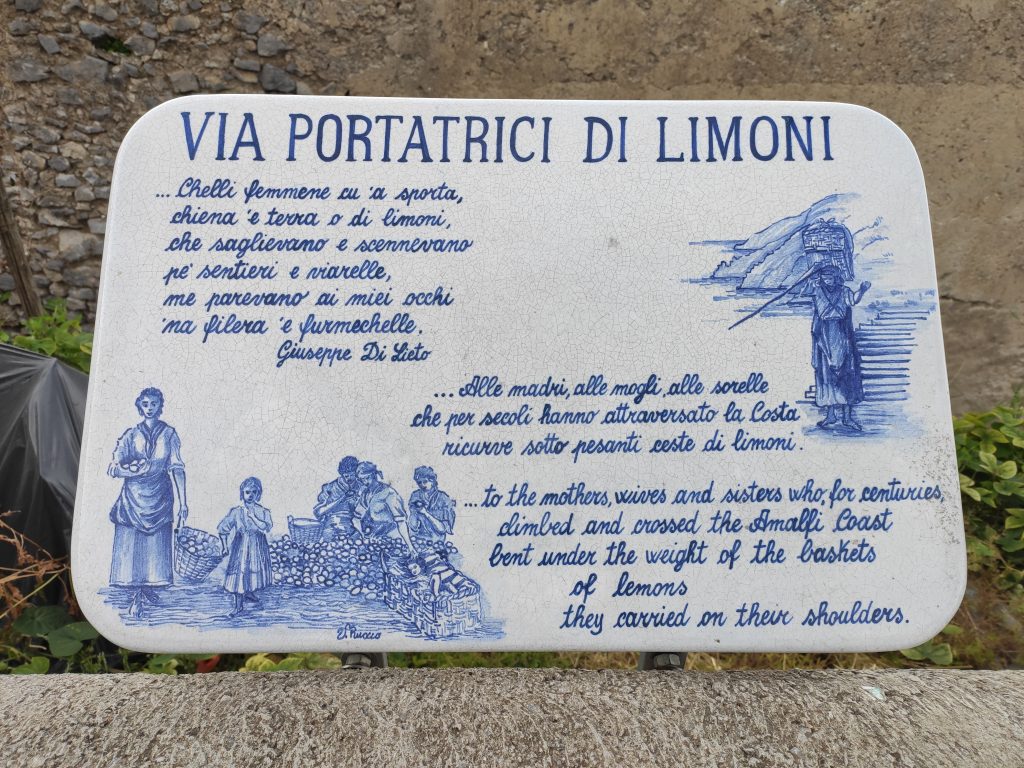 VIA PORTATRICI DI LIMONI
... Chelli femmene cu 'a sporta,
chiena 'e terra o di limoni,
che saglievano e scennevano
pe' sentieri e viarelle,
me parevano ai miei occhi
'na filera 'e furmechelle.
Giuseppe Di Lieto
... Alle madri, alle mogli, alle sorelle
che per secoli hanno attraversato la Costa
ricurve sotto pesanti ceste di limoni.
... to the mothers, wives and sisters who, for centuries,
climbed and crossed the Amalfi Coast
bent under the weight of the baskets
of lemons
they carried on their shoulders.